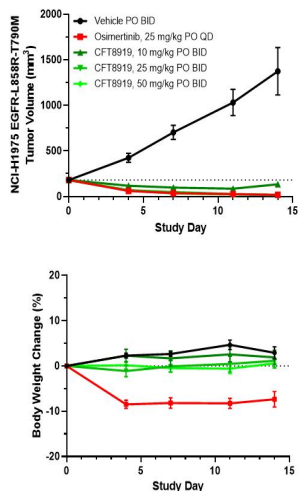 NCI-H1975 EGFR-L858R-T790M
Tumor Volume (mm³)
2000
1500
1000
500
0
Vehicle PO BID
Osimertinib, 25 mg/kg PO QD
CFT8919, 10 mg/kg PO BID
CFT8919, 25 mg/kg PO BID
CFT8919, 50 mg/kg PO BID
0 5 10 15
Study Day
Body Weight Change (%)
20
10
0
-10
-20
0 5 10 15
Study Day